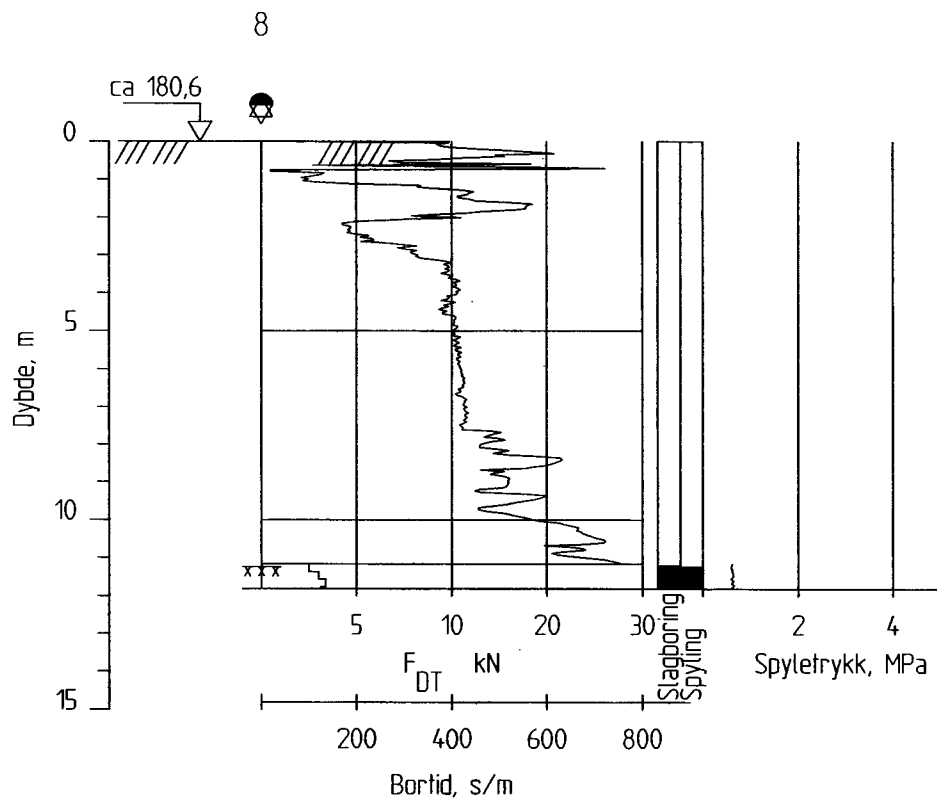 8
ca 180,6
0
5
10
15
Dybde, m
x x x
5 10 20 30
F DT kN
Slagboring
Spyling
2 4
Spyletrykk, MPa
200 400 600 800
Bortid, s/m